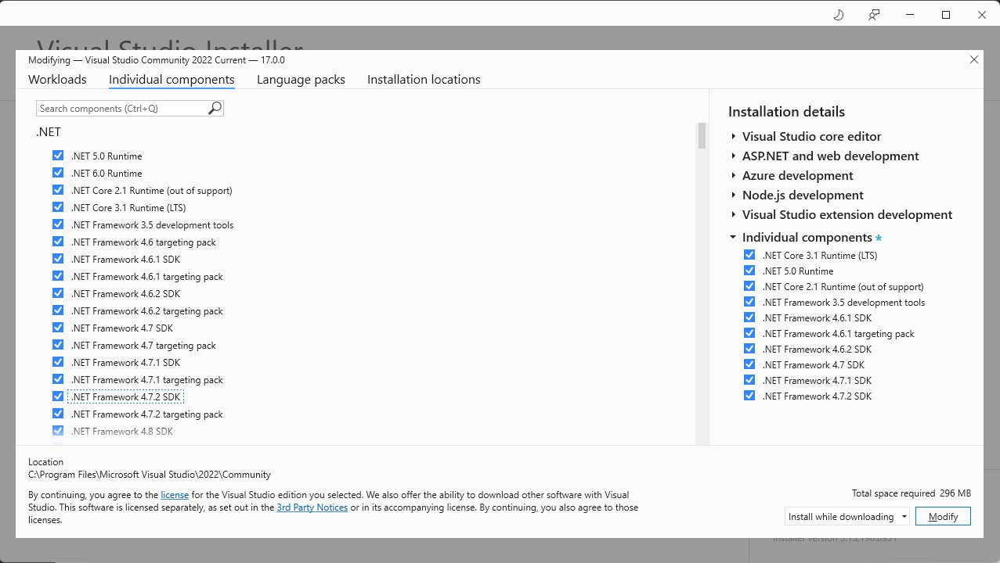 Visual Studio Installer
Modifying — Visual Studio Community 2022 Current — 17.0.0
Workloads
Individual components
Language packs
Installation locations
Search components (Ctrl+Q)
.NET
.NET 5.0 Runtime
.NET 6.0 Runtime
.NET Core 2.1 Runtime (out of support)
.NET Core 3.1 Runtime (LTS)
.NET Framework 3.5 development tools
.NET Framework 4.6 targeting pack
.NET Framework 4.6.1 SDK
.NET Framework 4.6.1 targeting pack
.NET Framework 4.6.2 SDK
.NET Framework 4.6.2 targeting pack
.NET Framework 4.7 SDK
.NET Framework 4.7 targeting pack
.NET Framework 4.7.1 SDK
.NET Framework 4.7.1 targeting pack
.NET Framework 4.7.2 SDK
.NET Framework 4.7.2 targeting pack
.NET Framework 4.8 SDK
Installation details
Visual Studio core editor
ASP.NET and web development
Azure development
Node.js development
Visual Studio extension development
Individual components *
.NET Core 3.1 Runtime (LTS)
.NET 5.0 Runtime
.NET Core 2.1 Runtime (out of support)
.NET Framework 3.5 development tools
.NET Framework 4.6.1 SDK
.NET Framework 4.6.1 targeting pack
.NET Framework 4.6.2 SDK
.NET Framework 4.7 SDK
.NET Framework 4.7.1 SDK
.NET Framework 4.7.2 SDK
Location
C:\Program Files\Microsoft Visual Studio\2022\Community
By continuing, you agree to the license for the Visual Studio edition you selected. We also offer the ability to download other software with Visual
Studio. This software is licensed separately, as set out in the 3rd Party Notices or in its accompanying license. By continuing, you also agree to those
licenses.
Total space required 296 MB
Install while downloading
Modify
Installer version